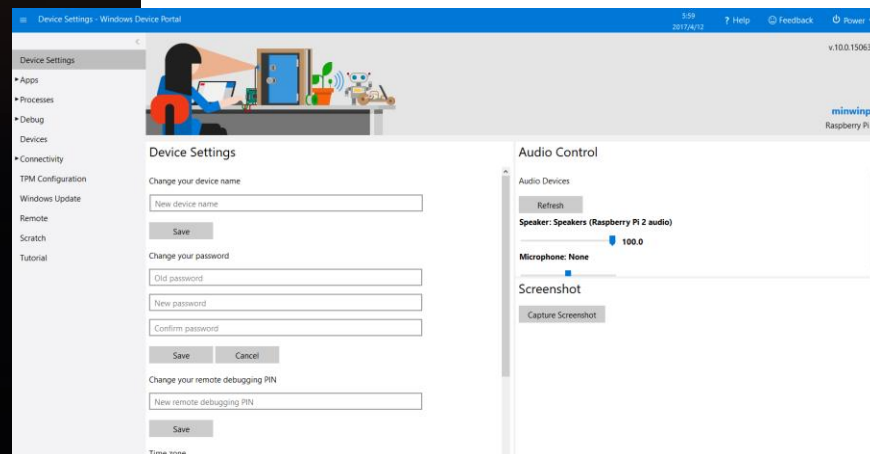 Device Settings - Windows Device Portal
5:59
2017/4/12
? Help
Feedback
Power
Device Settings
Apps
Processes
Debug
Devices
Connectivity
TPM Configuration
Windows Update
Remote
Scratch
Tutorial
v.10.0.15063
minwinp
Raspberry Pi
Device Settings
Change your device name
New device name
Save
Change your password
Old password
New password
Confirm password
Save Cancel
Change your remote debugging PIN
New remote debugging PIN
Save
Time zone
Audio Control
Audio Devices
Refresh
Speaker: Speakers (Raspberry Pi 2 audio)
100.0
Microphone: None
Screenshot
Capture Screenshot